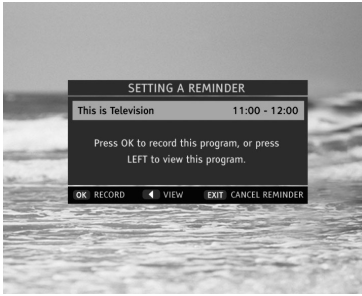 SETTING A REMINDER
This is Television 11:00 - 12:00
Press OK to record this program, or press
LEFT to view this program.
OK RECORD VIEW EXIT CANCEL REMINDER